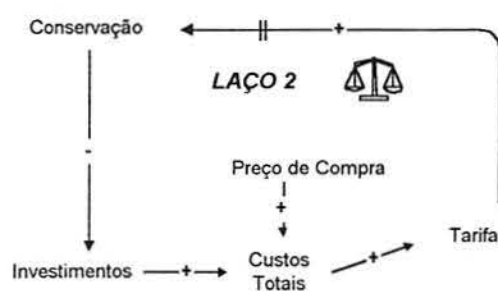 Conservação
+
LAÇO 2
-
Preço de Compra
+
Tarifa
Investimentos
+
Custos
Totais
+